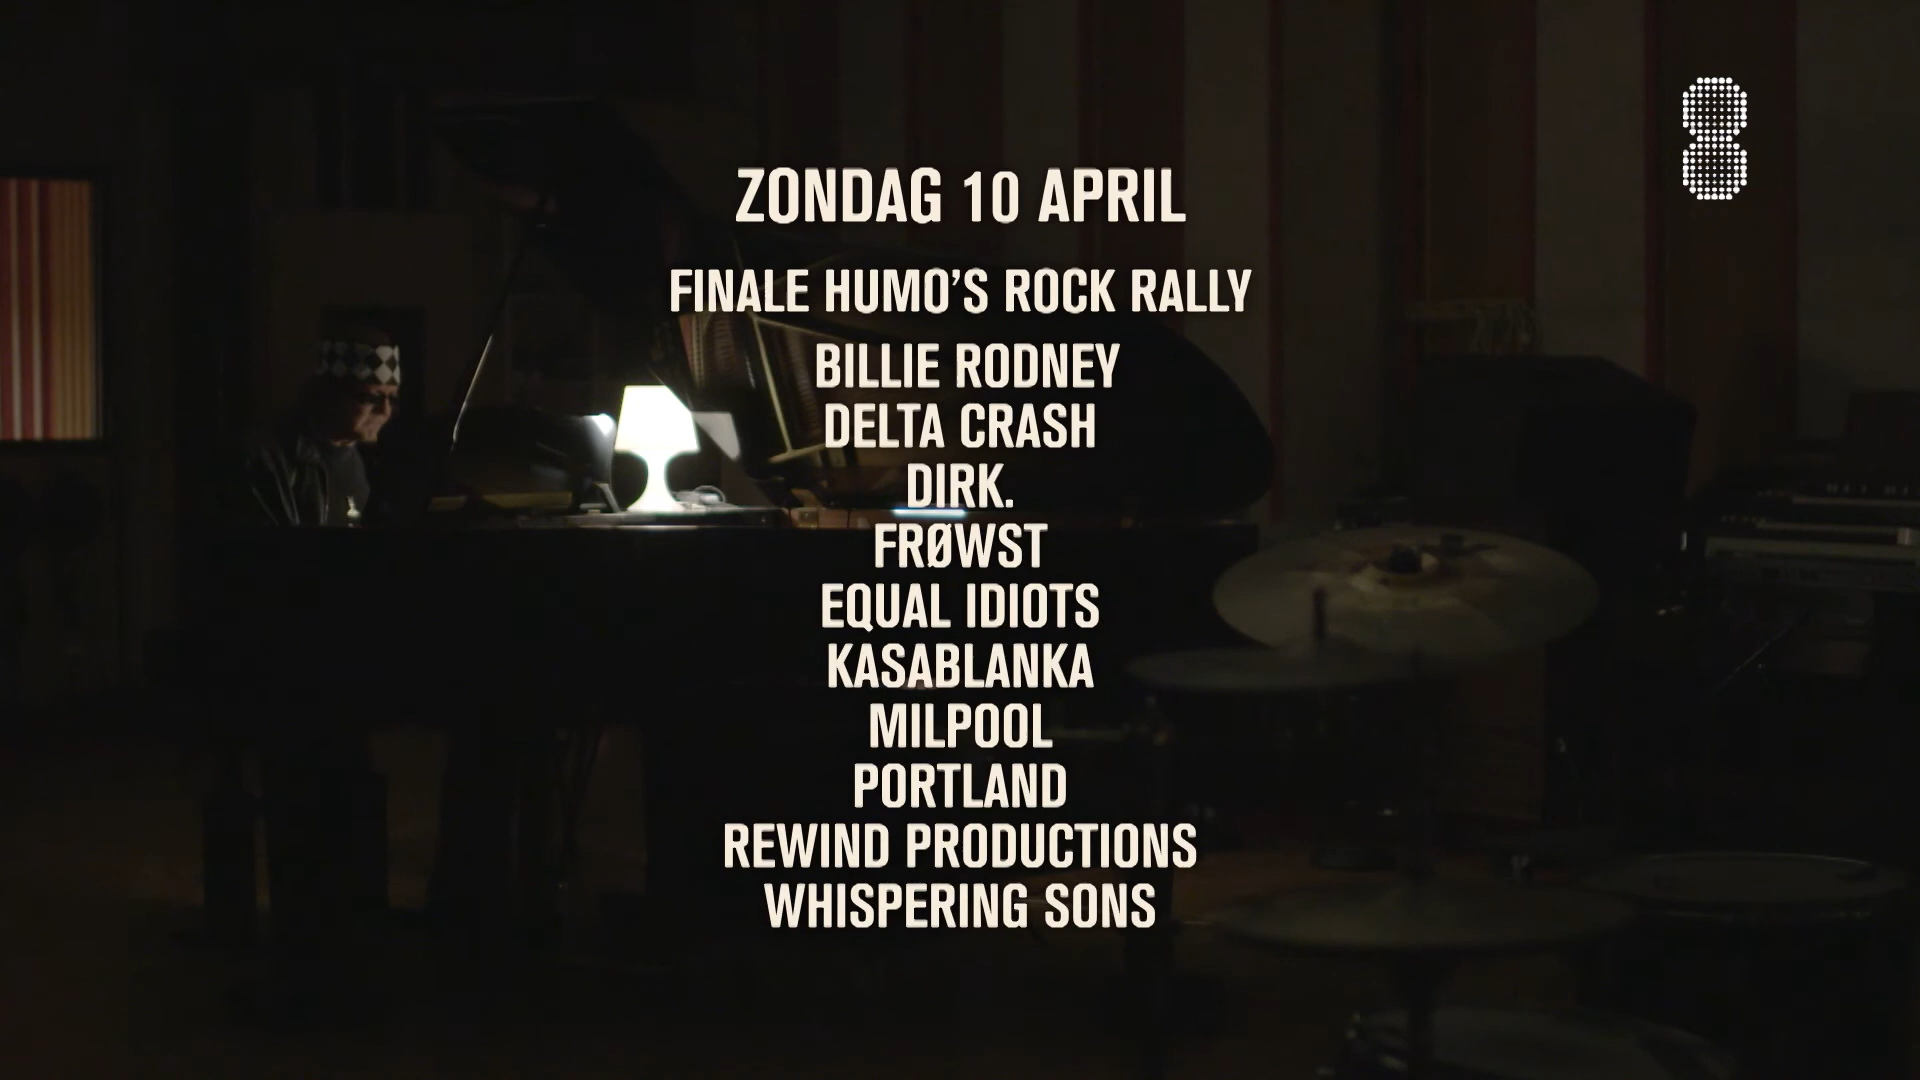 8
ZONDAG 10 APRIL
FINALE HUMO'S ROCK RALLY
BILLIE RODNEY
DELTA CRASH
DIRK.
FRØWST
EQUAL IDIOTS
KASABLANKA
MILPOOL
PORTLAND
REWIND PRODUCTIONS
WHISPERING SONS